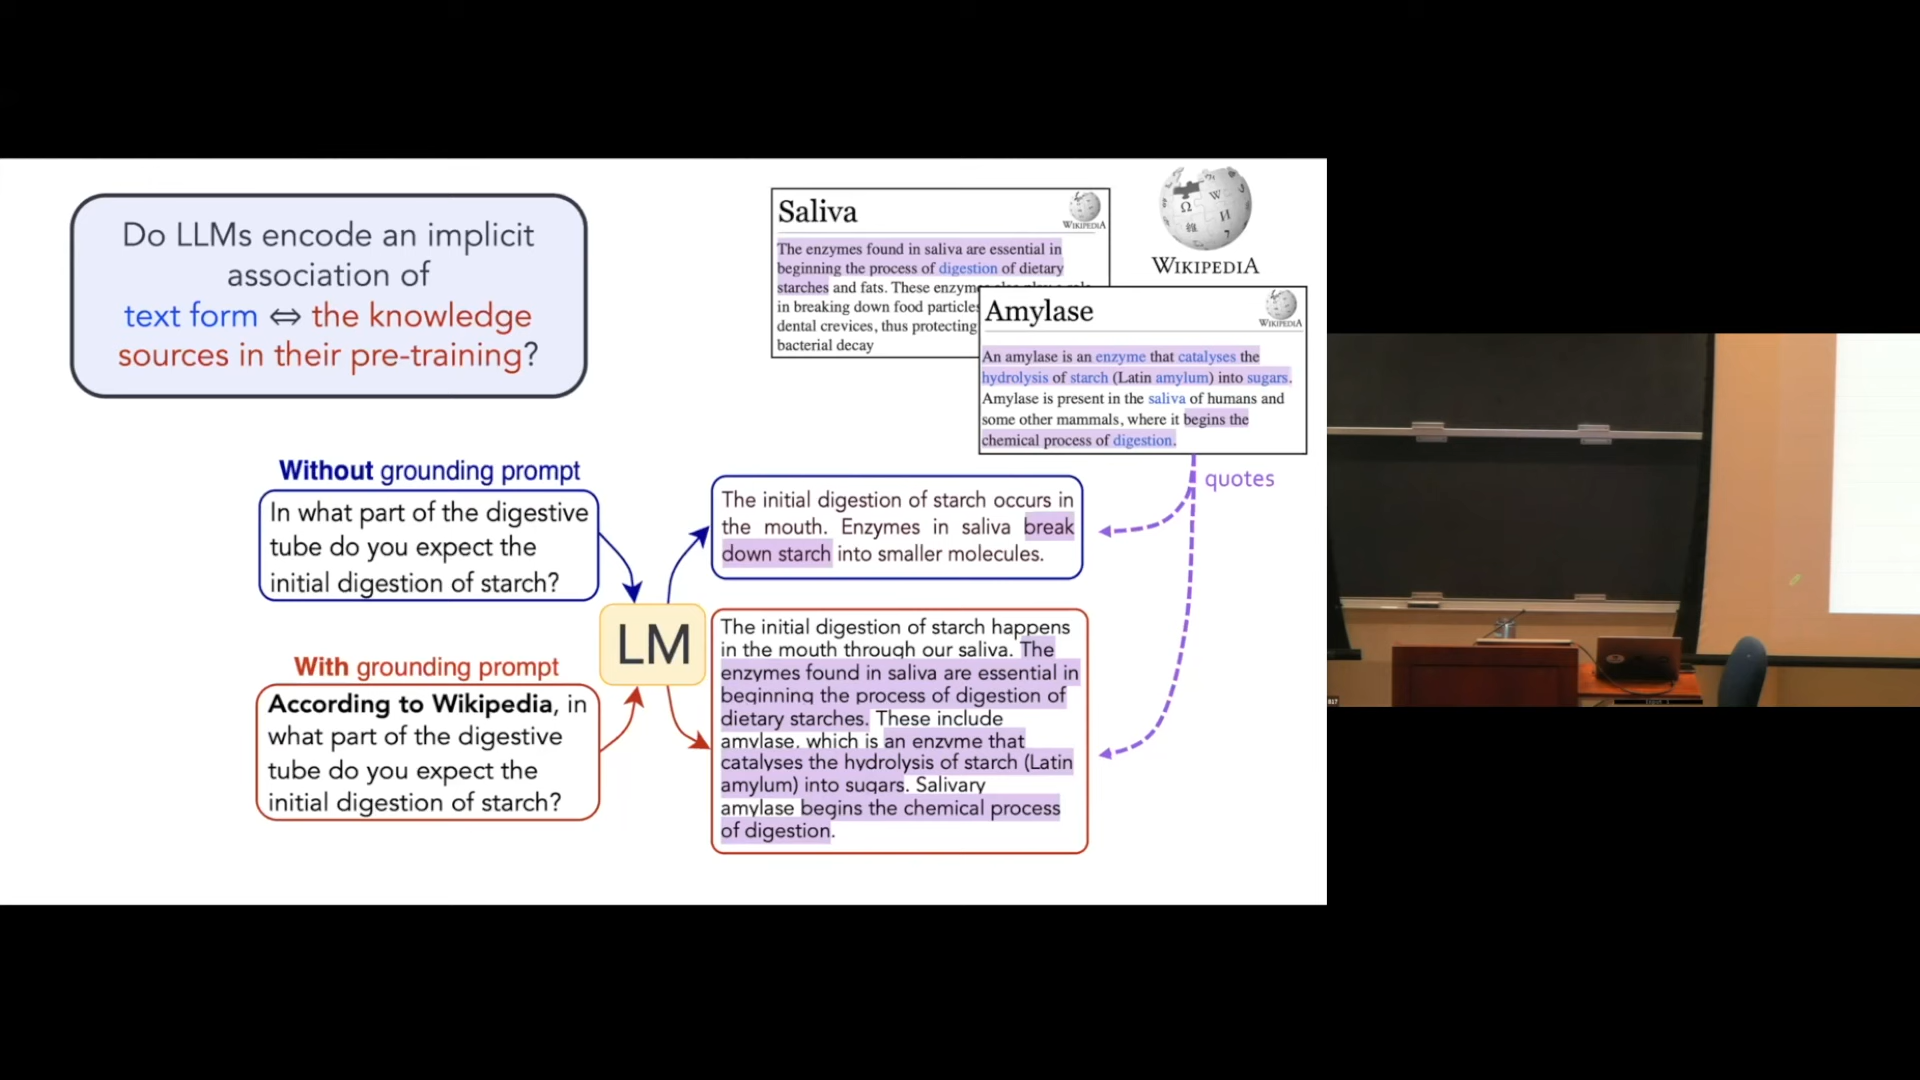 Do LLMs encode an implicit
association of
text form ⇔ the knowledge
sources in their pre-training?
Saliva
WIKIPEDIA
The enzymes found in saliva are essential in
beginning the process of digestion of dietary
starches and fats. These enzymes
in breaking down food particles
dental crevices, thus protecting
bacterial decay
WIKIPEDIA
Amylase
WIKIPEDIA
An amylase is an enzyme that catalyses the
hydrolysis of starch (Latin amylum) into sugars.
Amylase is present in the saliva of humans and
some other mammals, where it begins the
chemical process of digestion.
quotes
Without grounding prompt
In what part of the digestive
tube do you expect the
initial digestion of starch?
With grounding prompt
According to Wikipedia, in
what part of the digestive
tube do you expect the
initial digestion of starch?
LM
The initial digestion of starch occurs in
the mouth. Enzymes in saliva break
down starch into smaller molecules.
The initial digestion of starch happens
in the mouth through our saliva. The
enzymes found in saliva are essential in
beginning the process of digestion of
dietary starches. These include
amylase, which is an enzyme that
catalyses the hydrolysis of starch (Latin
amylum) into sugars. Salivary
amylase begins the chemical process
of digestion.